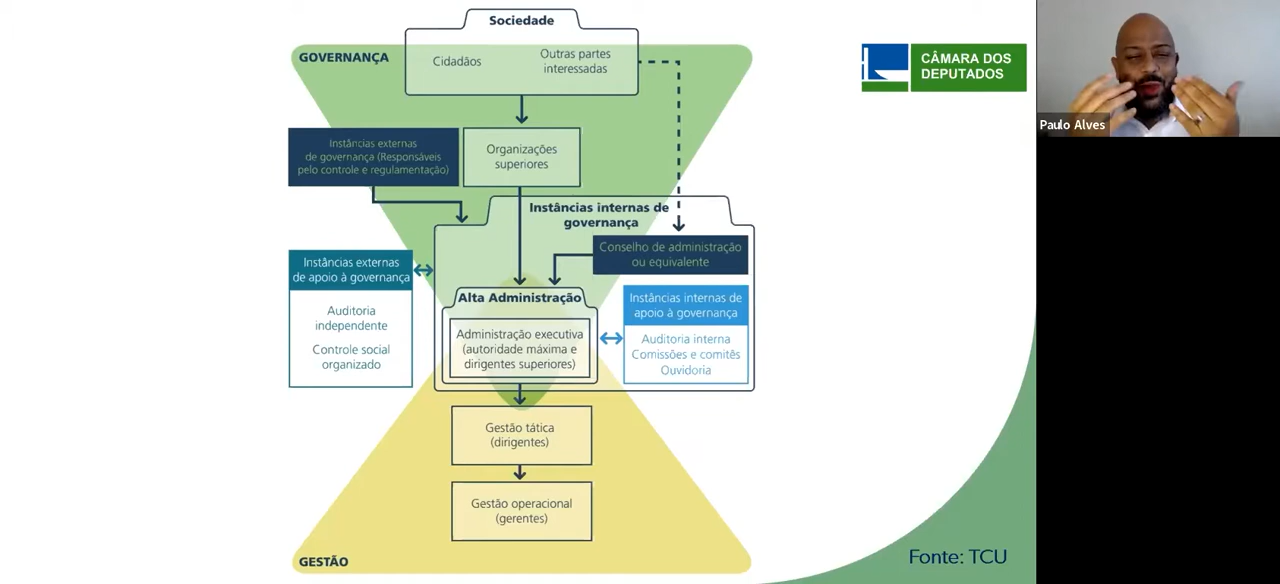 Sociedade
GOVERNANÇA
Cidadãos
Outras partes
interessadas
CÂMARA DOS
DEPUTADOS
Paulo Alves
Instâncias externas
de governança (Responsáveis
pelo controle e regulamentação)
Organizações
superiores
Instâncias internas de
governança
Conselho de administração
ou equivalente
Instâncias externas
de apoio à governança
Auditoria
independente
Controle social
organizado
Alta Administração
Administração executiva
(autoridade máxima e
dirigentes superiores)
Instâncias internas de
apoio à governança
Auditoria interna
Comissões e comitês
Ouvidoria
Gestão tática
(dirigentes)
Gestão operacional
(gerentes)
GESTÃO
Fonte: TCU